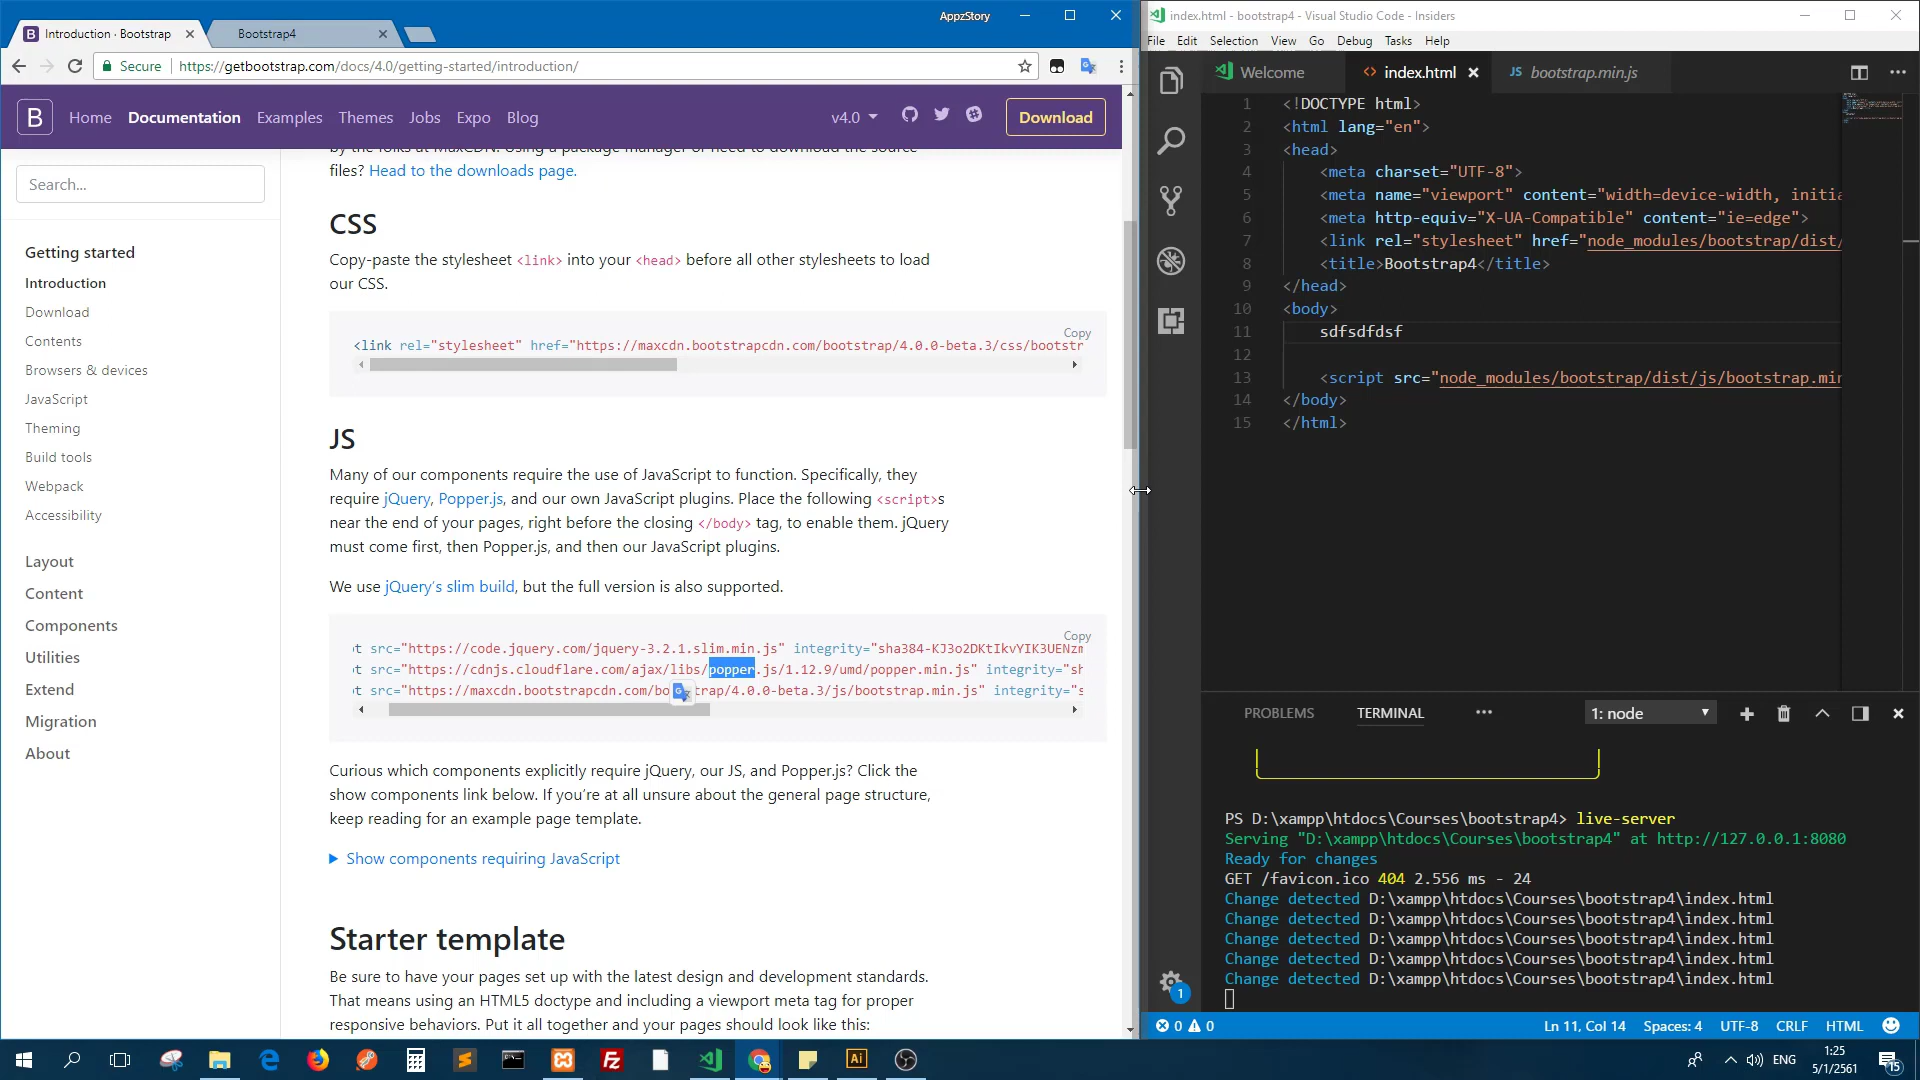 AppzStory
Introduction · Bootstrap
Bootstrap4
Secure
https://getbootstrap.com/docs/4.0/getting-started/introduction/
B
Home
Documentation
Examples
Themes
Jobs
Expo
Blog
v4.0
Download
Search...
Getting started
Introduction
Download
Contents
Browsers & devices
JavaScript
Theming
Build tools
Webpack
Accessibility
Layout
Content
Components
Utilities
Extend
Migration
About
by the folks at MaxCDN. Using a package manager or need to download the source
files? Head to the downloads page.
CSS
Copy-paste the stylesheet <link> into your <head> before all other stylesheets to load
our CSS.
Copy
<link rel="stylesheet" href="https://maxcdn.bootstrapcdn.com/bootstrap/4.0.0-beta.3/css/bootstr
JS
Many of our components require the use of JavaScript to function. Specifically, they
require jQuery, Popper.js, and our own JavaScript plugins. Place the following <script>s
near the end of your pages, right before the closing </body> tag, to enable them. jQuery
must come first, then Popper.js, and then our JavaScript plugins.
We use jQuery's slim build, but the full version is also supported.
Copy
t src="https://code.jquery.com/jquery-3.2.1.slim.min.js" integrity="sha384-KJ3o2DKtIkvYIK3UENzm
t src="https://cdnjs.cloudflare.com/ajax/libs/popper.js/1.12.9/umd/popper.min.js" integrity="sh
t src="https://maxcdn.bootstrapcdn.com/bo trap/4.0.0-beta.3/js/bootstrap.min.js" integrity="s
Curious which components explicitly require jQuery, our JS, and Popper.js? Click the
show components link below. If you're at all unsure about the general page structure,
keep reading for an example page template.
Show components requiring JavaScript
Starter template
Be sure to have your pages set up with the latest design and development standards.
That means using an HTML5 doctype and including a viewport meta tag for proper
responsive behaviors. Put it all together and your pages should look like this:
index.html - bootstrap4 - Visual Studio Code - Insiders
File Edit Selection View Go Debug Tasks Help
Welcome
<> index.html
JS bootstrap.min.js
1 <!DOCTYPE html>
2 <html lang="en">
3 <head>
4 <meta charset="UTF-8">
5 <meta name="viewport" content="width=device-width, initia
6 <meta http-equiv="X-UA-Compatible" content="ie=edge">
7 <link rel="stylesheet" href="node_modules/bootstrap/dist/
8 <title>Bootstrap4</title>
9 </head>
10 <body>
11 sdfsdfdsf
12
13 <script src="node_modules/bootstrap/dist/js/bootstrap.min
14 </body>
15 </html>
PROBLEMS
TERMINAL
1: node
PS D:\xampp\htdocs\Courses\bootstrap4> live-server
Serving "D:\xampp\htdocs\Courses\bootstrap4" at http://127.0.0.1:8080
Ready for changes
GET /favicon.ico 404 2.556 ms - 24
Change detected D:\xampp\htdocs\Courses\bootstrap4\index.html
Change detected D:\xampp\htdocs\Courses\bootstrap4\index.html
Change detected D:\xampp\htdocs\Courses\bootstrap4\index.html
Change detected D:\xampp\htdocs\Courses\bootstrap4\index.html
Change detected D:\xampp\htdocs\Courses\bootstrap4\index.html
1
0 0
Ln 11, Col 14
Spaces: 4
UTF-8
CRLF
HTML
Fz
Ai
ENG
1:25
5/1/2561
15